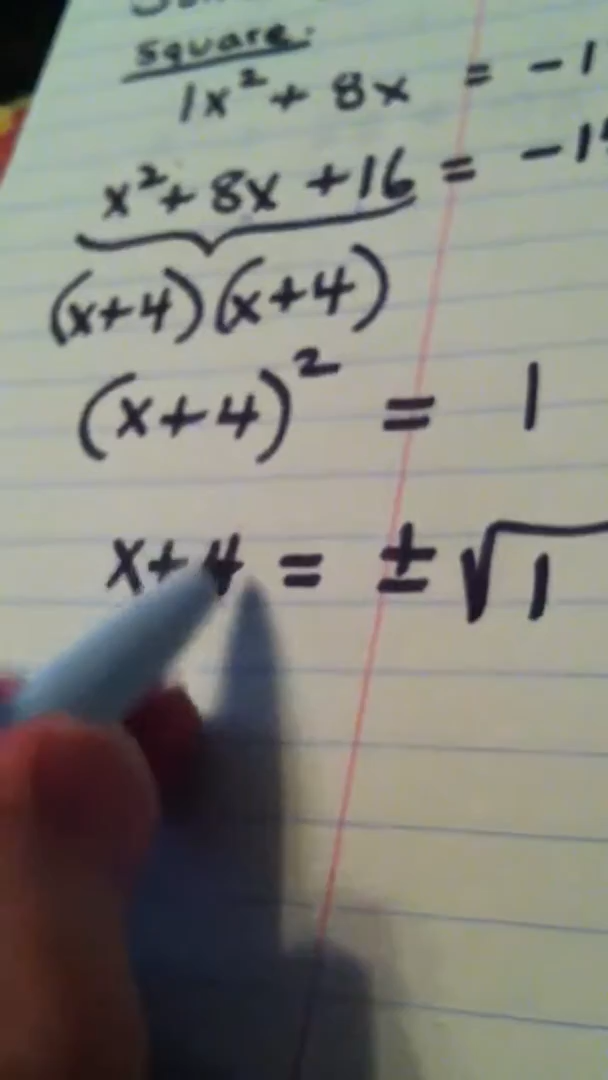 square:
1x² + 8x = -1
x² + 8x + 16 = -1
(x+4)(x+4)
(x+4)² = 1
x+4 = ± √1